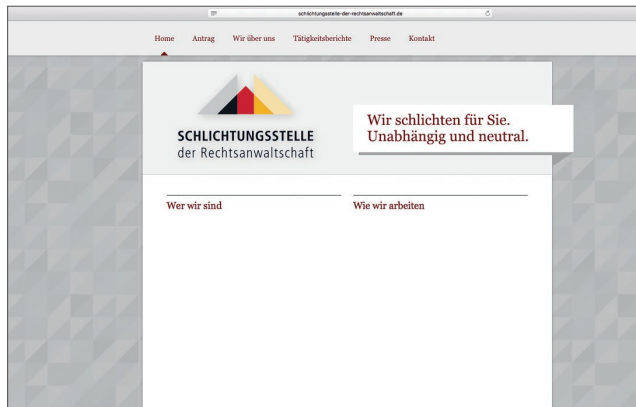 schlichtungsstelle-der-rechtsanwaltschaft.de
Home Antrag Wir über uns Tätigkeitsberichte Presse Kontakt
SCHLICHTUNGSSTELLE
der Rechtsanwaltschaft
Wir schlichten für Sie.
Unabhängig und neutral.
Wer wir sind Wie wir arbeiten